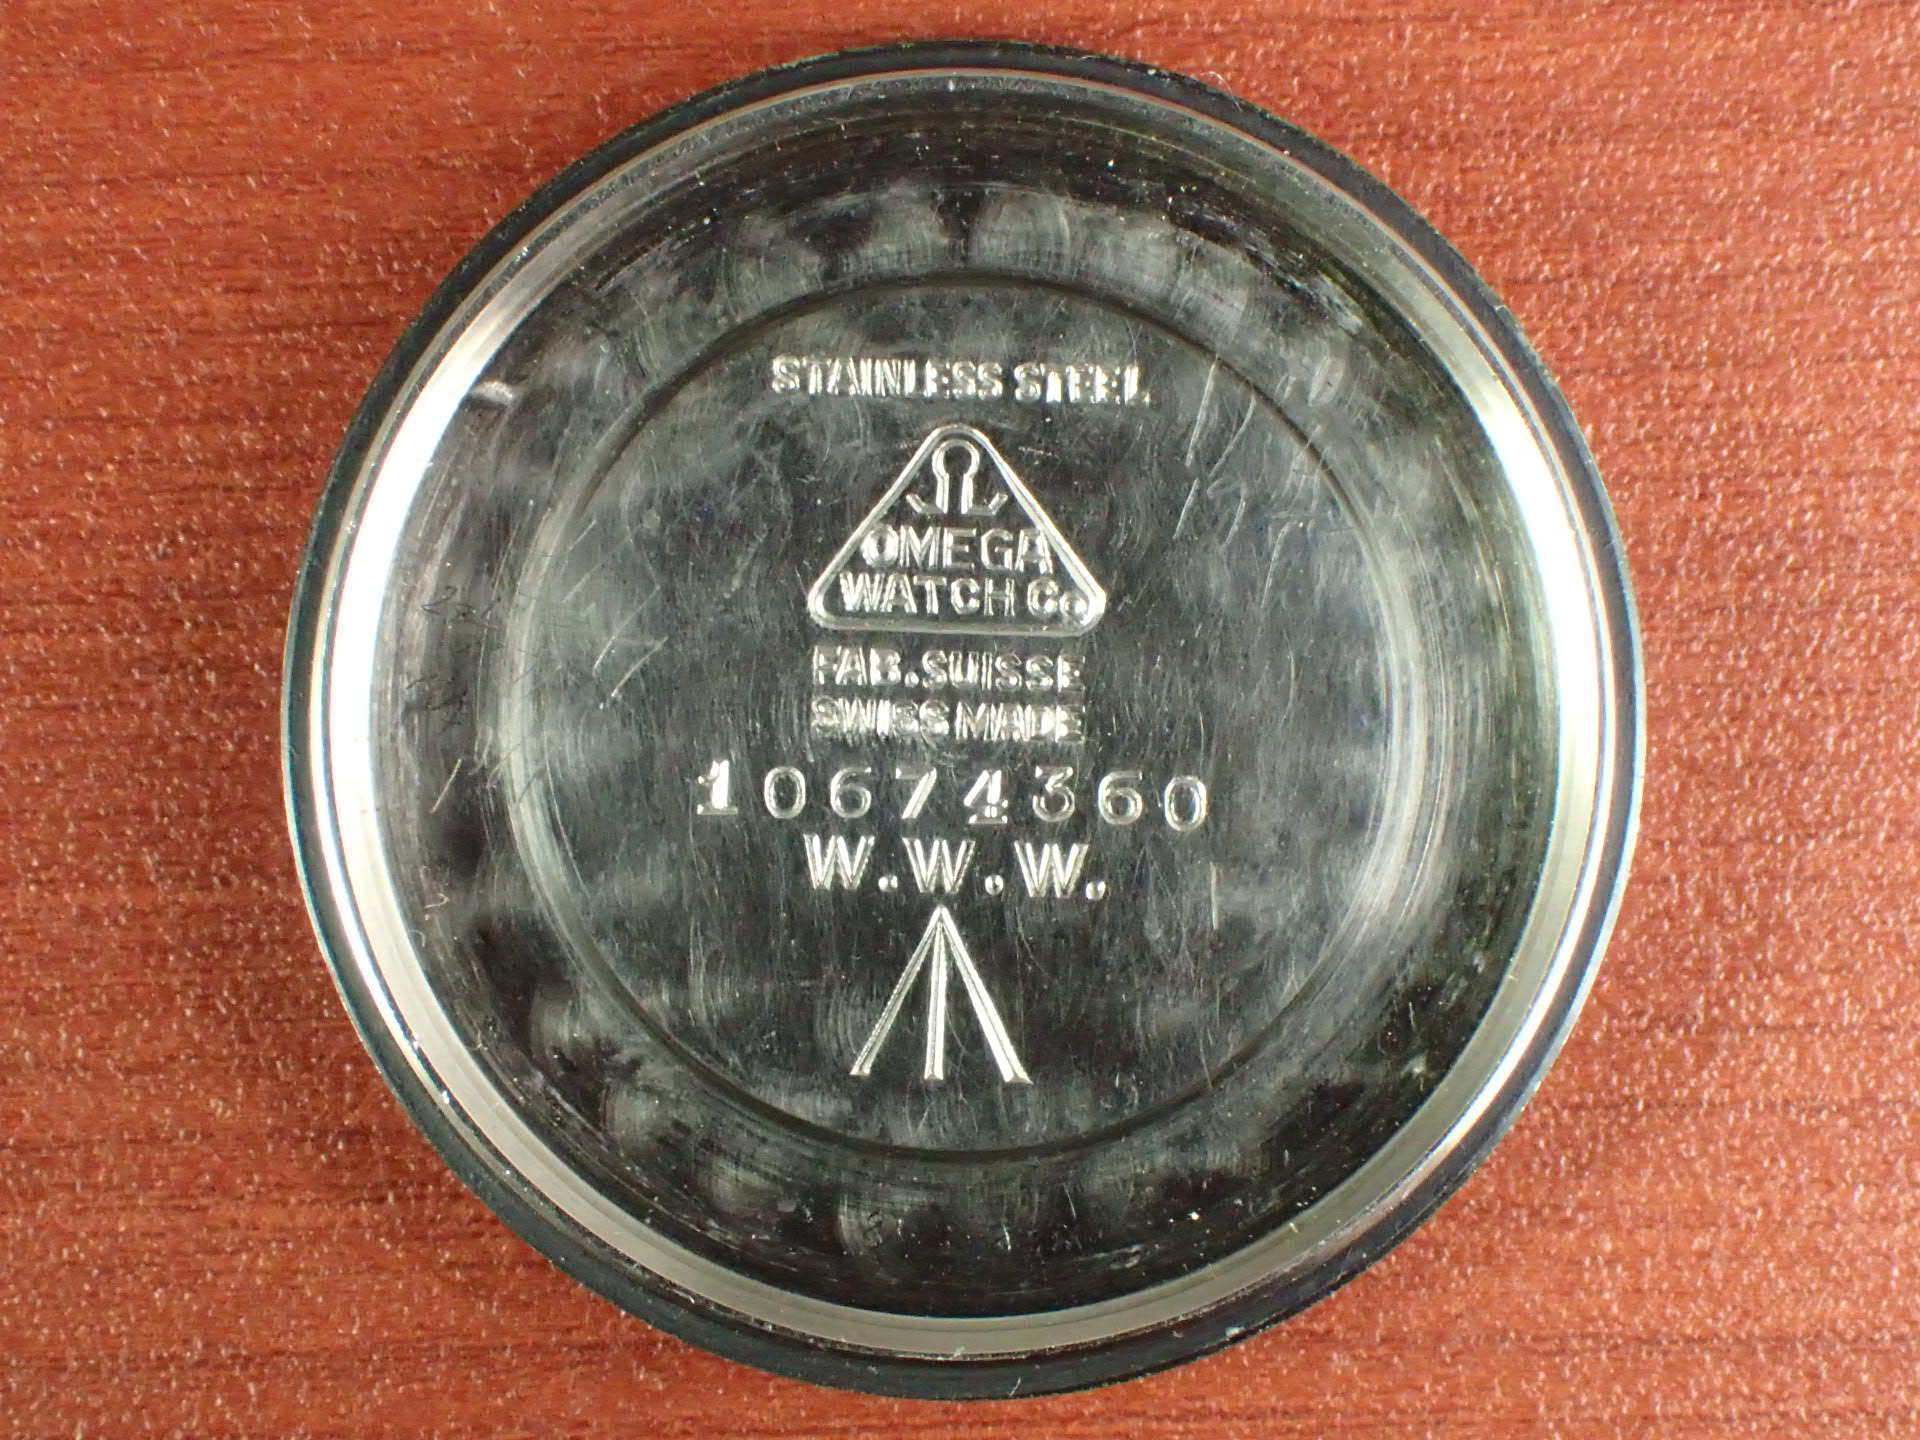 STAINLESS STEEL
Ω
OMEGA
WATCH Co
FAB. SUISSE
SWISS MADE
10674360
W.W.W.